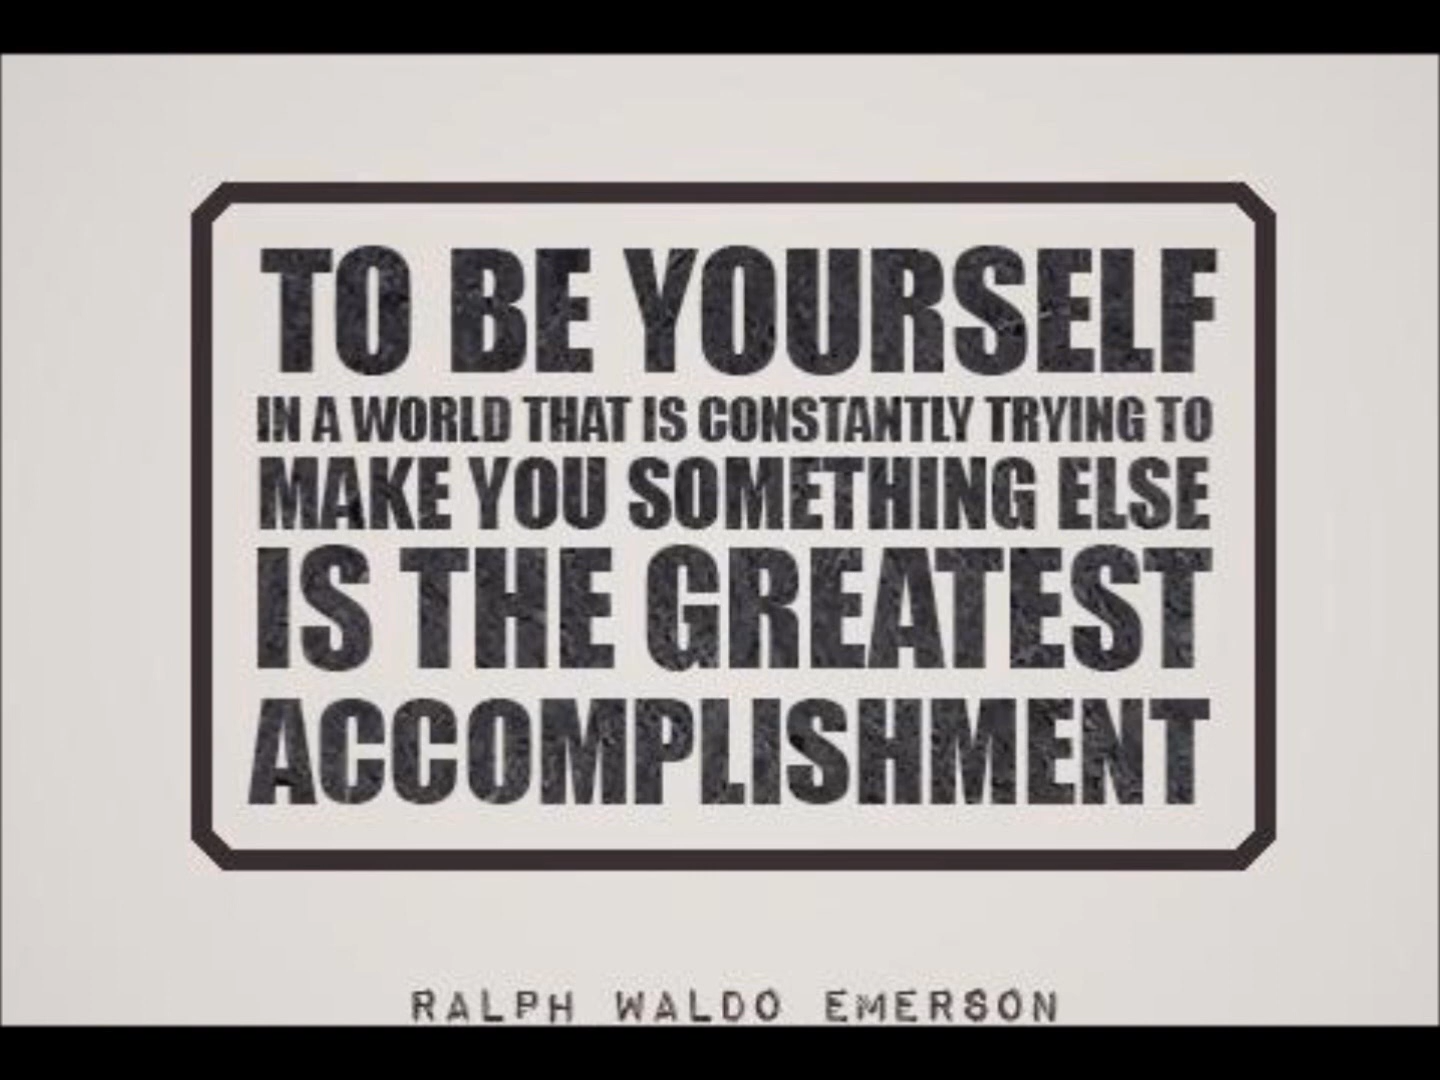 TO BE YOURSELF
IN A WORLD THAT IS CONSTANTLY TRYING TO
MAKE YOU SOMETHING ELSE
IS THE GREATEST
ACCOMPLISHMENT
RALPH WALDO EMERSON